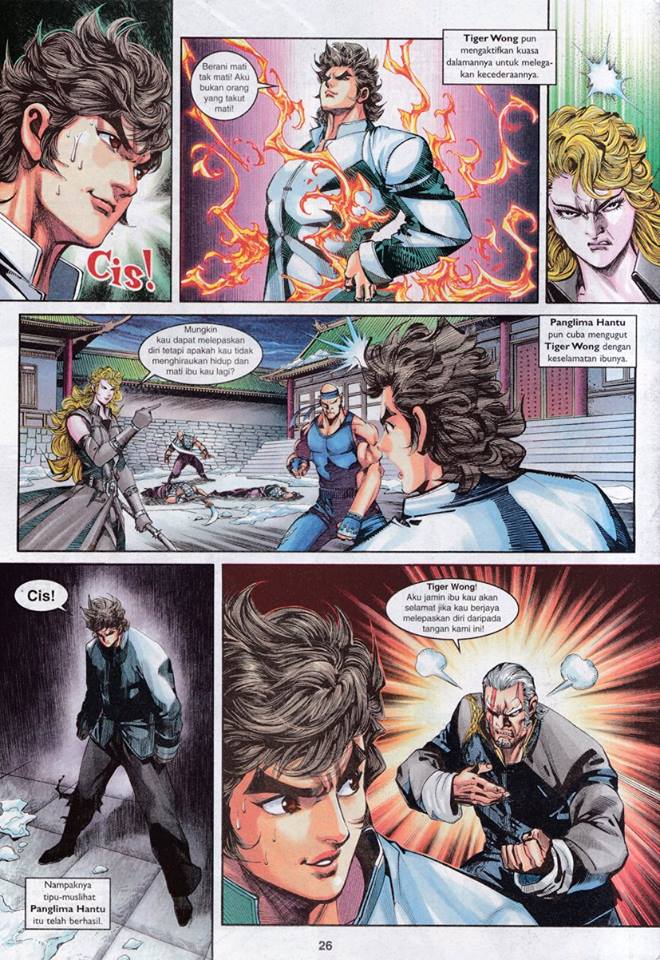 Cis!
Berani mati
tak mati! Aku
bukan orang
yang takut
mati!
Tiger Wong pun
mengaktifkan kuasa
dalamannya untuk melega-
kan kecederaannya.
Mungkin
kau dapat melepaskan
diri tetapi apakah kau tidak
menghiraukan hidup dan
mati ibu kau lagi?
Panglima Hantu
pun cuba mengugut
Tiger Wong dengan
keselamatan ibunya.
Cis!
Nampaknya
tipu-muslihat
Panglima Hantu
itu telah berhasil.
Tiger Wong!
Aku jamin ibu kau akan
selamat jika kau berjaya
melepaskan diri daripada
tangan kami ini!
26